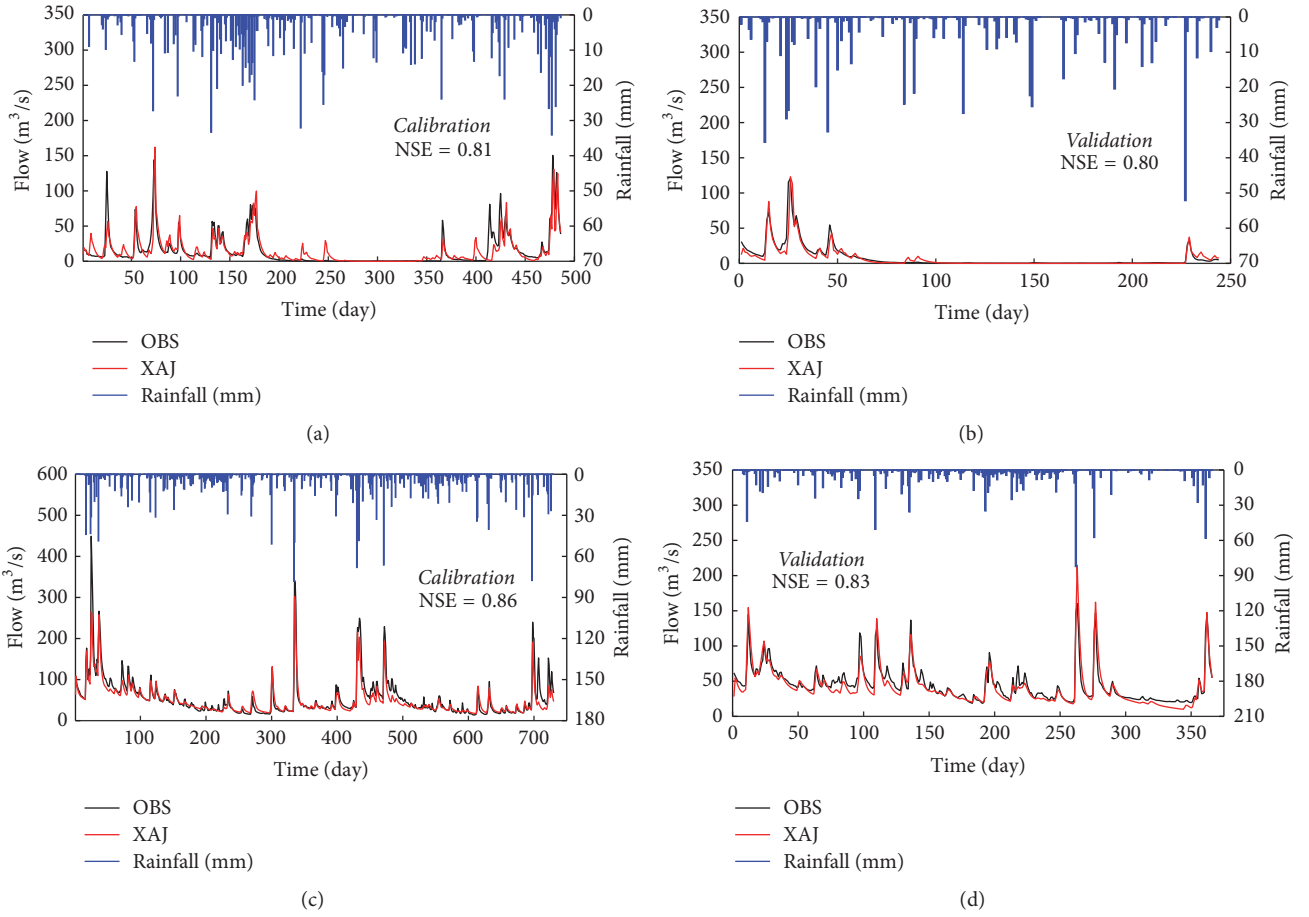 350
300
250
200
150
100
50
0
Flow (m³/s)
0
10
20
30
40
50
60
70
Rainfall (mm)
Calibration
NSE = 0.81
50 100 150 200 250 300 350 400 450 500
Time (day)
OBS
XAJ
Rainfall (mm)
(a)
350
300
250
200
150
100
50
0
Flow (m³/s)
0
10
20
30
40
50
60
70
Rainfall (mm)
Validation
NSE = 0.80
0 50 100 150 200 250
Time (day)
OBS
XAJ
Rainfall (mm)
(b)
600
500
400
300
200
100
0
Flow (m³/s)
0
30
60
90
120
150
180
Rainfall (mm)
Calibration
NSE = 0.86
100 200 300 400 500 600 700
Time (day)
OBS
XAJ
Rainfall (mm)
(c)
350
300
250
200
150
100
50
0
Flow (m³/s)
0
30
60
90
120
150
180
210
Rainfall (mm)
Validation
NSE = 0.83
0 50 100 150 200 250 300 350
Time (day)
OBS
XAJ
Rainfall (mm)
(d)